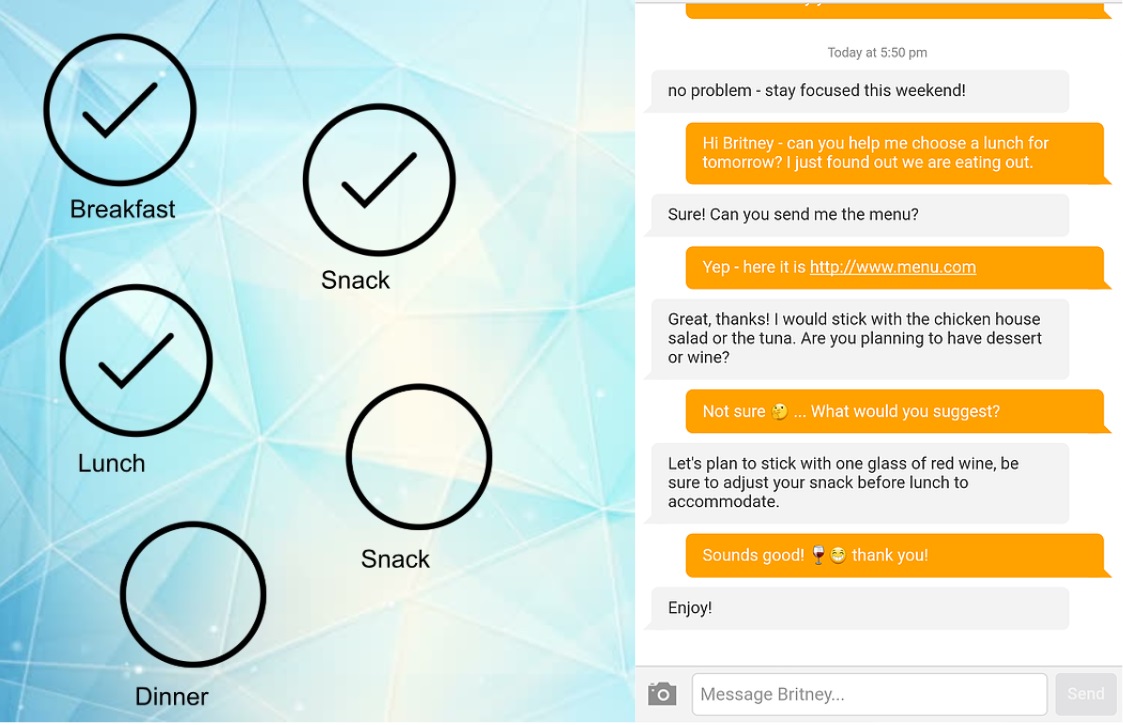 Breakfast
Snack
Lunch
Snack
Dinner
Today at 5:50 pm
no problem - stay focused this weekend!
Hi Britney - can you help me choose a lunch for
tomorrow? I just found out we are eating out.
Sure! Can you send me the menu?
Yep - here it is http://www.menu.com
Great, thanks! I would stick with the chicken house
salad or the tuna. Are you planning to have dessert
or wine?
Not sure 🤔 ... What would you suggest?
Let's plan to stick with one glass of red wine, be
sure to adjust your snack before lunch to
accommodate.
Sounds good! 🍷😁 thank you!
Enjoy!
Message Britney...
Send